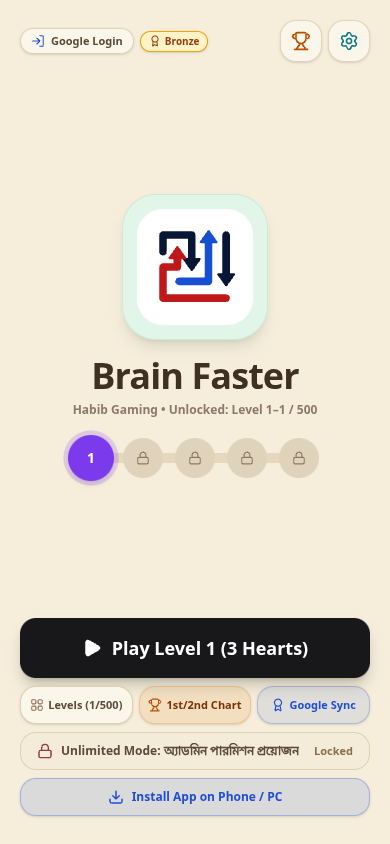 Google Login
Bronze
Brain Faster
Habib Gaming • Unlocked: Level 1–1 / 500
1
Play Level 1 (3 Hearts)
Levels (1/500)
1st/2nd Chart
Google Sync
Unlimited Mode: অ্যাডমিন পারমিশন প্রয়োজন
Locked
Install App on Phone / PC